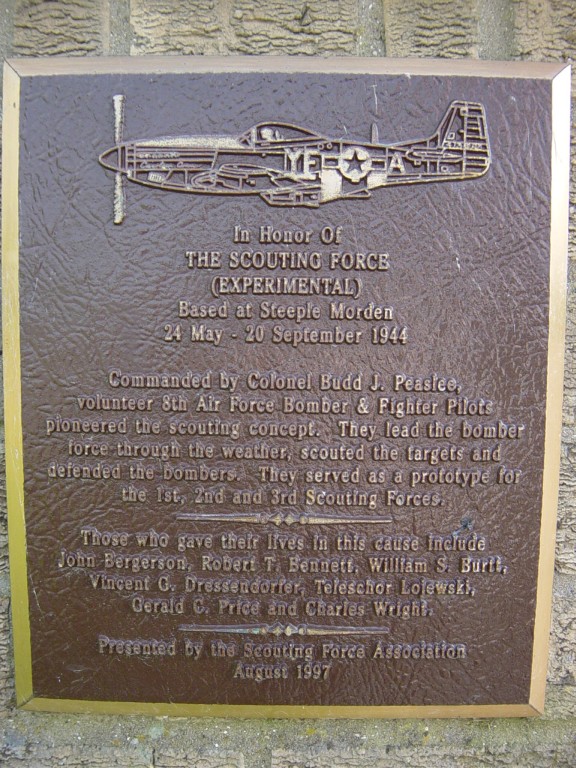 YF A
In Honor Of
THE SCOUTING FORCE
(EXPERIMENTAL)
Based at Steeple Morden
24 May - 20 September 1944
Commanded by Colonel Budd J. Peaslee,
volunteer 8th Air Force Bomber & Fighter Pilots
pioneered the scouting concept. They lead the bomber
force through the weather, scouted the targets and
defended the bombers. They served as a prototype for
the 1st, 2nd and 3rd Scouting Forces.
Those who gave their lives in this cause include
John Bergerson, Robert T. Bennett, William S. Burtt,
Vincent G. Dressendorfer, Teleschor Lojewski,
Gerald C. Price and Charles Wright.
Presented by the Scouting Force Association
August 1997